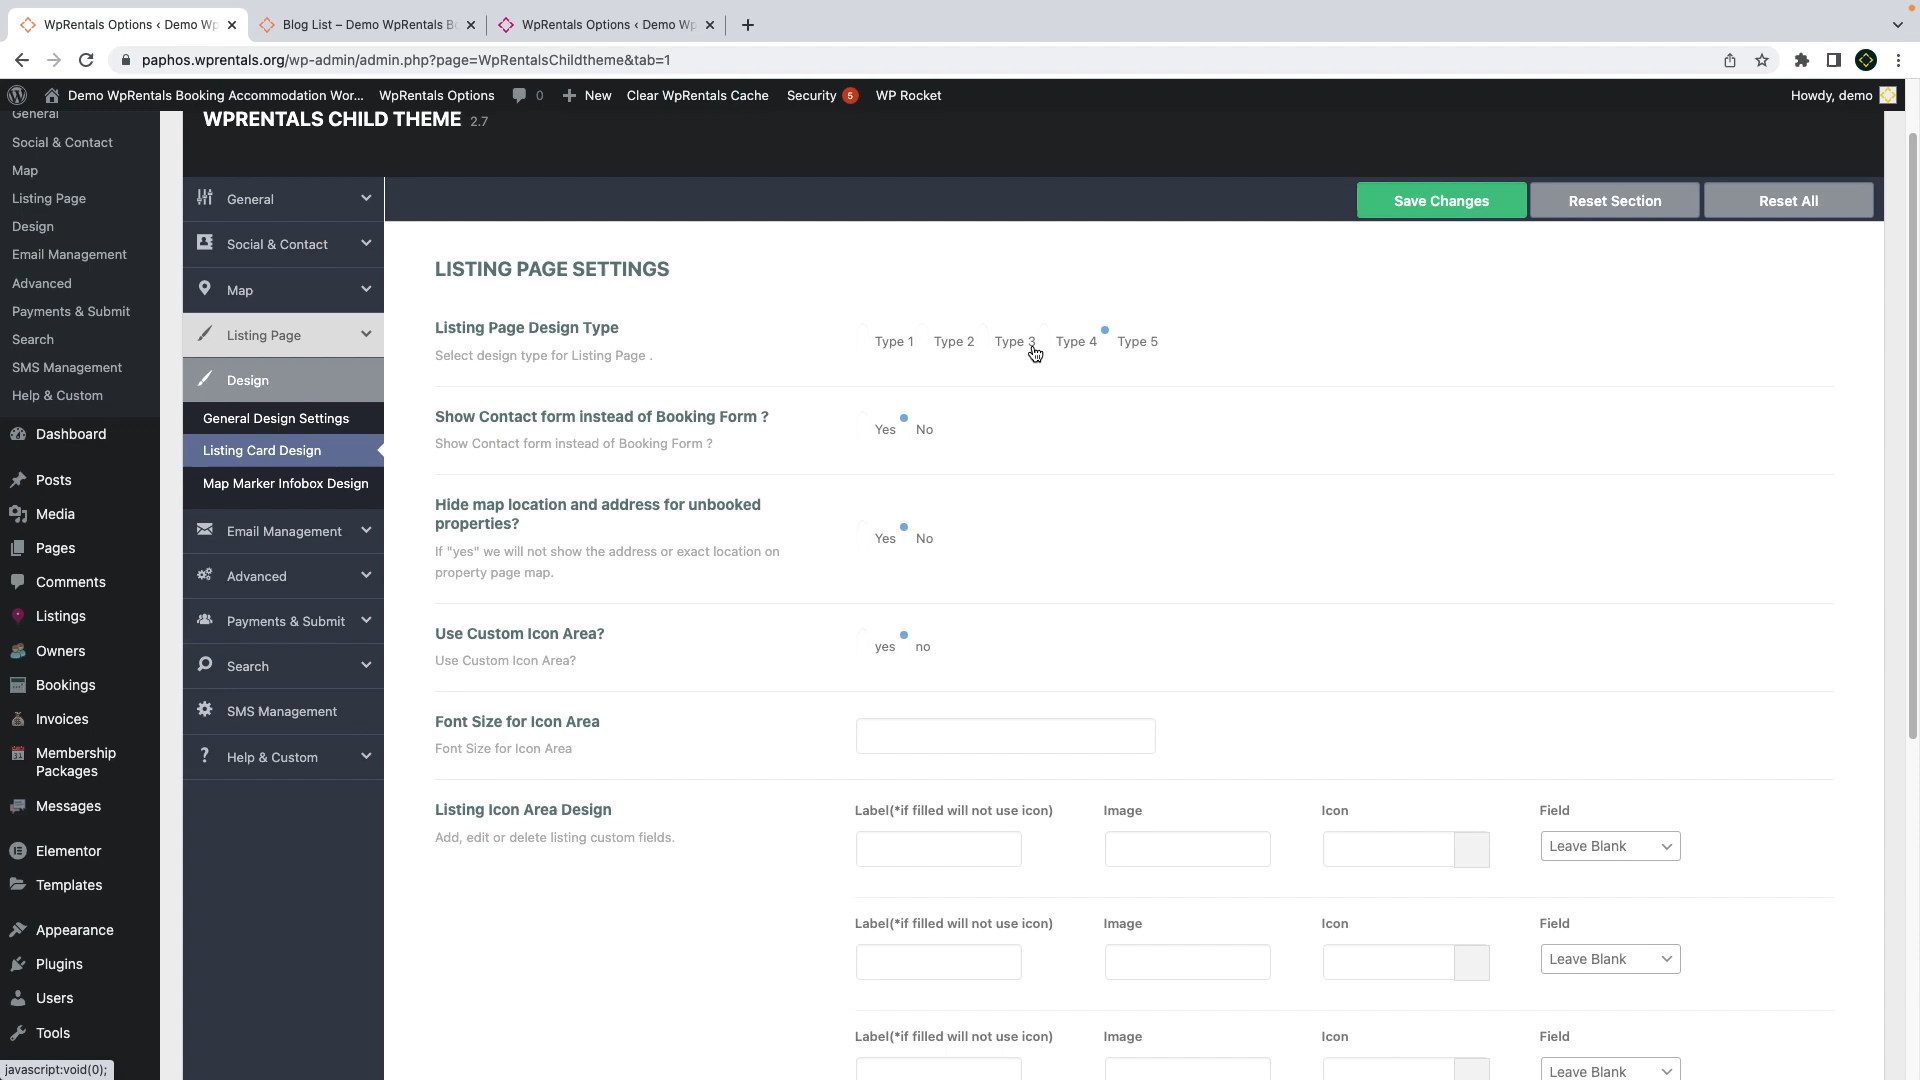 WpRentals Options ‹ Demo Wp
Blog List – Demo WpRentals Bo
WpRentals Options ‹ Demo Wp
paphos.wprentals.org/wp-admin/admin.php?page=WpRentalsChildtheme&tab=1
Demo WpRentals Booking Accommodation Wor...
WpRentals Options
0
New
Clear WpRentals Cache
Security 5
WP Rocket
Howdy, demo
General
Social & Contact
Map
Listing Page
Design
Email Management
Advanced
Payments & Submit
Search
SMS Management
Help & Custom
Dashboard
Posts
Media
Pages
Comments
Listings
Owners
Bookings
Invoices
Membership
Packages
Messages
Elementor
Templates
Appearance
Plugins
Users
Tools
javascript:void(0);
WPRENTALS CHILD THEME 2.7
General
Social & Contact
Map
Listing Page
Design
General Design Settings
Listing Card Design
Map Marker Infobox Design
Email Management
Advanced
Payments & Submit
Search
SMS Management
Help & Custom
Save Changes
Reset Section
Reset All
LISTING PAGE SETTINGS
Listing Page Design Type
Select design type for Listing Page .
Type 1 Type 2 Type 3 Type 4 Type 5
Show Contact form instead of Booking Form ?
Show Contact form instead of Booking Form ?
Yes No
Hide map location and address for unbooked
properties?
If "yes" we will not show the address or exact location on
property page map.
Yes No
Use Custom Icon Area?
Use Custom Icon Area?
yes no
Font Size for Icon Area
Font Size for Icon Area
Listing Icon Area Design
Add, edit or delete listing custom fields.
Label(*if filled will not use icon) Image Icon Field
Leave Blank
Label(*if filled will not use icon) Image Icon Field
Leave Blank
Label(*if filled will not use icon) Image Icon Field
Leave Blank